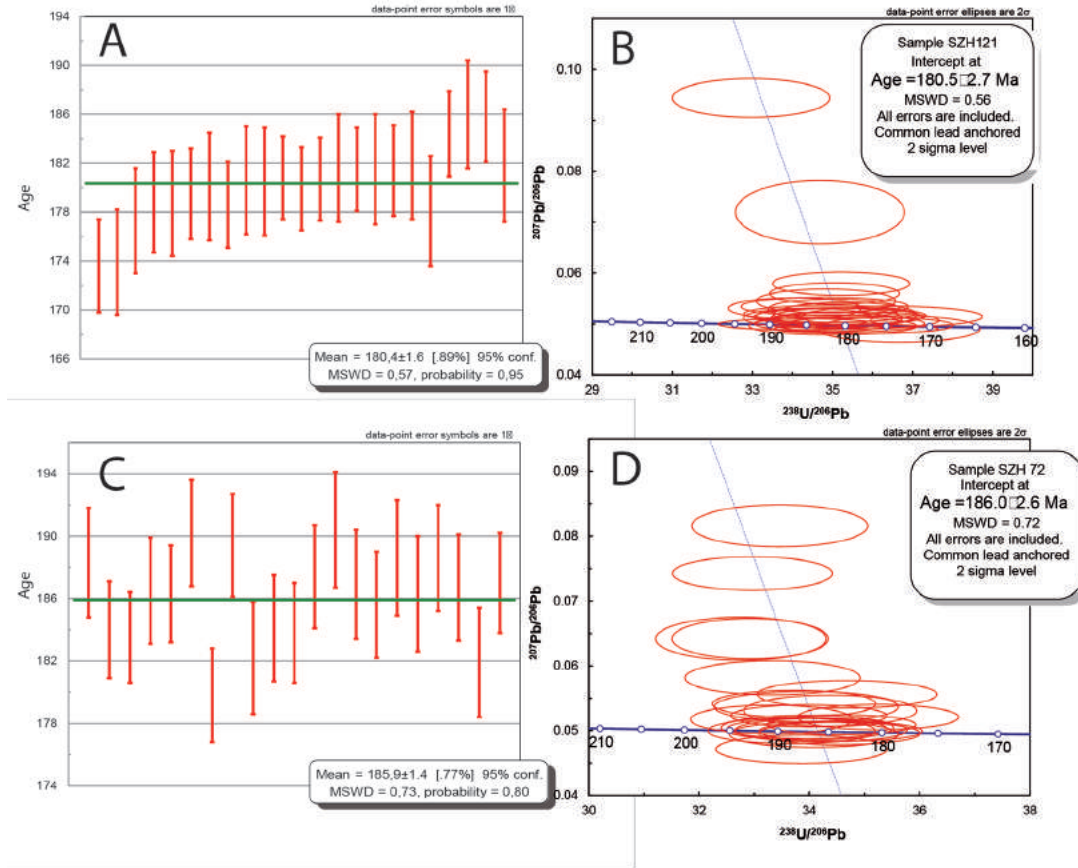 data-point error symbols are 1
A
194
190
186
182
178
174
170
166
Age
Mean = 180,4±1.6 [.89%] 95% conf.
MSWD = 0,57, probability = 0,95
data-point error ellipses are 2σ
B
Sample SZH121
Intercept at
Age =180.5 2.7 Ma
MSWD = 0.56
All errors are included.
Common lead anchored
2 sigma level
0.10
0.08
0.06
0.04
207Pb/206Pb
210
200
190
180
170
160
29
31
33
35
37
39
238U/206Pb
data-point error symbols are 1
C
194
190
186
182
178
174
Age
Mean = 185,9±1.4 [.77%] 95% conf.
MSWD = 0,73, probability = 0,80
data-point error ellipses are 2σ
D
Sample SZH 72
Intercept at
Age =186.0 2.6 Ma
MSWD = 0.72
All errors are included.
Common lead anchored
2 sigma level
0.09
0.08
0.07
0.06
0.05
0.04
207Pb/206Pb
210
200
190
180
170
30
32
34
36
38
238U/206Pb